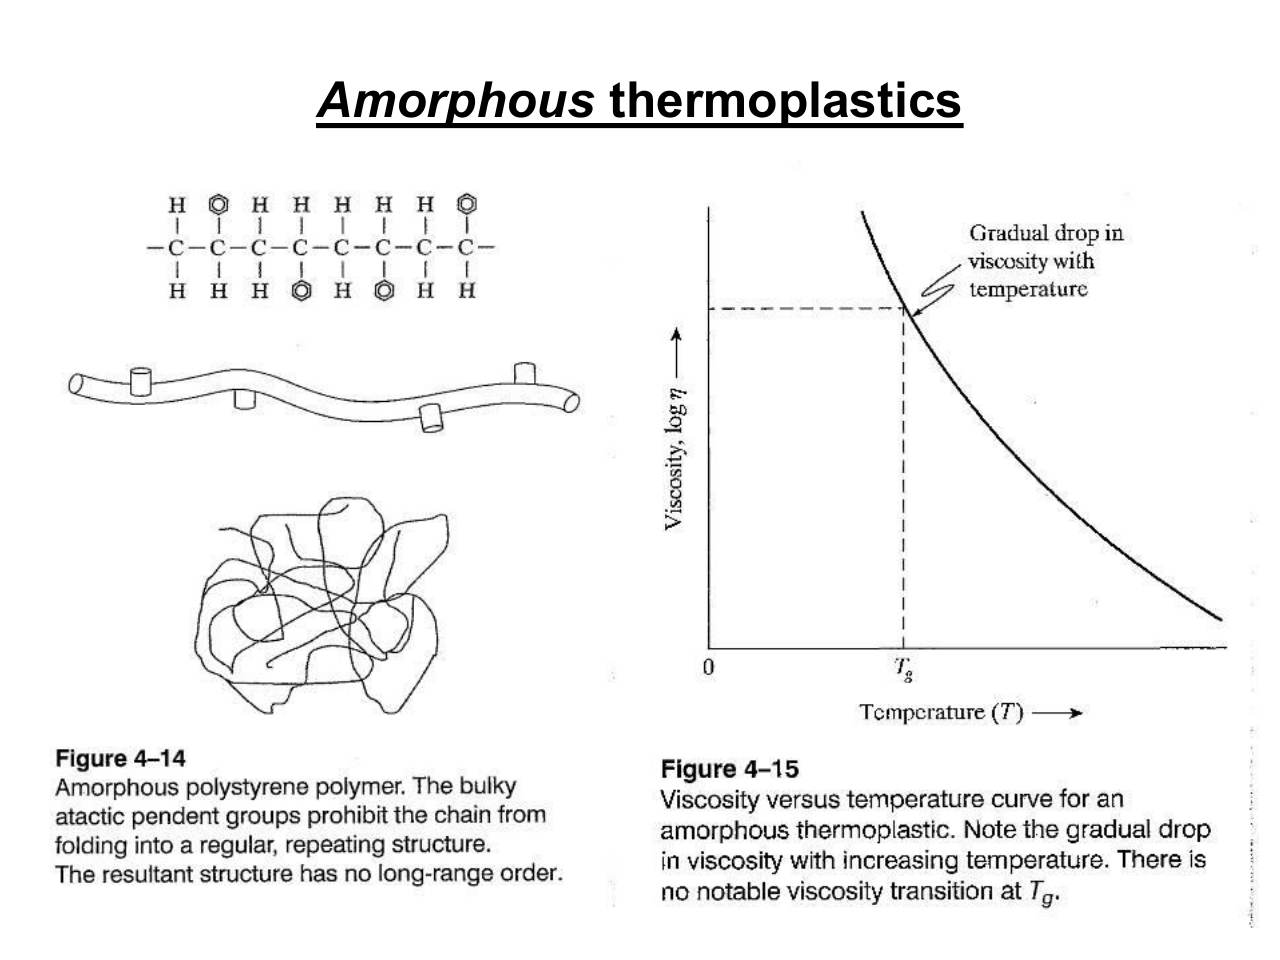 Amorphous thermoplastics
H H H H H H
C C C C C C C C
H H H H H H
Figure 4–14
Amorphous polystyrene polymer. The bulky
atactic pendent groups prohibit the chain from
folding into a regular, repeating structure.
The resultant structure has no long-range order.
Gradual drop in
viscosity with
temperature
Viscosity, log η
0
Tg
Temperature (T)
Figure 4–15
Viscosity versus temperature curve for an
amorphous thermoplastic. Note the gradual drop
in viscosity with increasing temperature. There is
no notable viscosity transition at Tg.